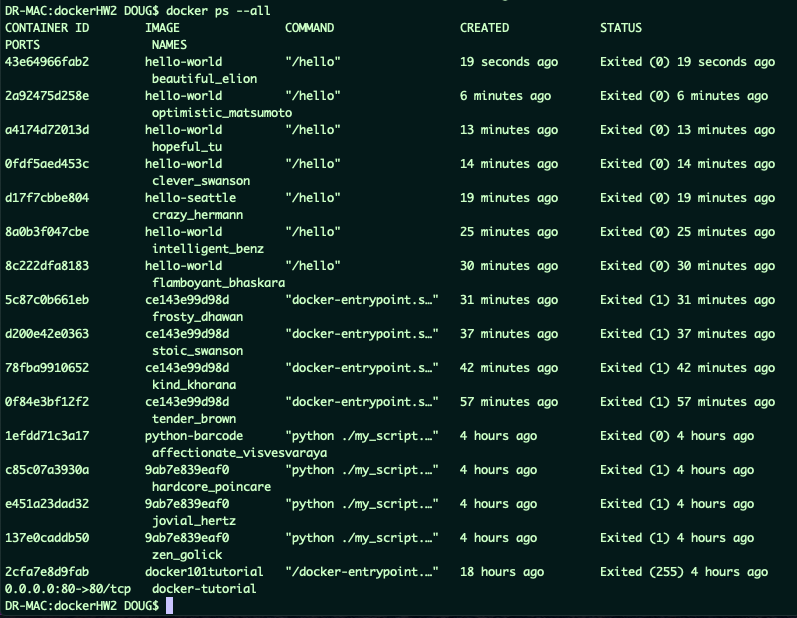 DR-MAC:dockerHW2 DOUG$ docker ps --all
CONTAINER ID        IMAGE               COMMAND                  CREATED             STATUS
PORTS                NAMES
43e64966fab2        hello-world         "/hello"                 19 seconds ago      Exited (0) 19 seconds ago
                     beautiful_elion
2a92475d258e        hello-world         "/hello"                 6 minutes ago       Exited (0) 6 minutes ago
                     optimistic_matsumoto
a4174d72013d        hello-world         "/hello"                 13 minutes ago      Exited (0) 13 minutes ago
                     hopeful_tu
0fdf5aed453c        hello-world         "/hello"                 14 minutes ago      Exited (0) 14 minutes ago
                     clever_swanson
d17f7cbbe804        hello-seattle       "/hello"                 19 minutes ago      Exited (0) 19 minutes ago
                     crazy_hermann
8a0b3f047cbe        hello-world         "/hello"                 25 minutes ago      Exited (0) 25 minutes ago
                     intelligent_benz
8c222dfa8183        hello-world         "/hello"                 30 minutes ago      Exited (0) 30 minutes ago
                     flamboyant_bhaskara
5c87c0b661eb        ce143e99d98d        "docker-entrypoint.s…"   31 minutes ago      Exited (1) 31 minutes ago
                     frosty_dhawan
d200e42e0363        ce143e99d98d        "docker-entrypoint.s…"   37 minutes ago      Exited (1) 37 minutes ago
                     stoic_swanson
78fba9910652        ce143e99d98d        "docker-entrypoint.s…"   42 minutes ago      Exited (1) 42 minutes ago
                     kind_khorana
0f84e3bf12f2        ce143e99d98d        "docker-entrypoint.s…"   57 minutes ago      Exited (1) 57 minutes ago
                     tender_brown
1efdd71c3a17        python-barcode      "python ./my_script.…"   4 hours ago         Exited (0) 4 hours ago
                     affectionate_visvesvaraya
c85c07a3930a        9ab7e839eaf0        "python ./my_script.…"   4 hours ago         Exited (1) 4 hours ago
                     hardcore_poincare
e451a23dad32        9ab7e839eaf0        "python ./my_script.…"   4 hours ago         Exited (1) 4 hours ago
                     jovial_hertz
137e0caddb50        9ab7e839eaf0        "python ./my_script.…"   4 hours ago         Exited (1) 4 hours ago
                     zen_golick
2cfa7e8d9fab        docker101tutorial   "/docker-entrypoint.…"   18 hours ago        Exited (255) 4 hours ago
0.0.0.0:80->80/tcp   docker-tutorial
DR-MAC:dockerHW2 DOUG$